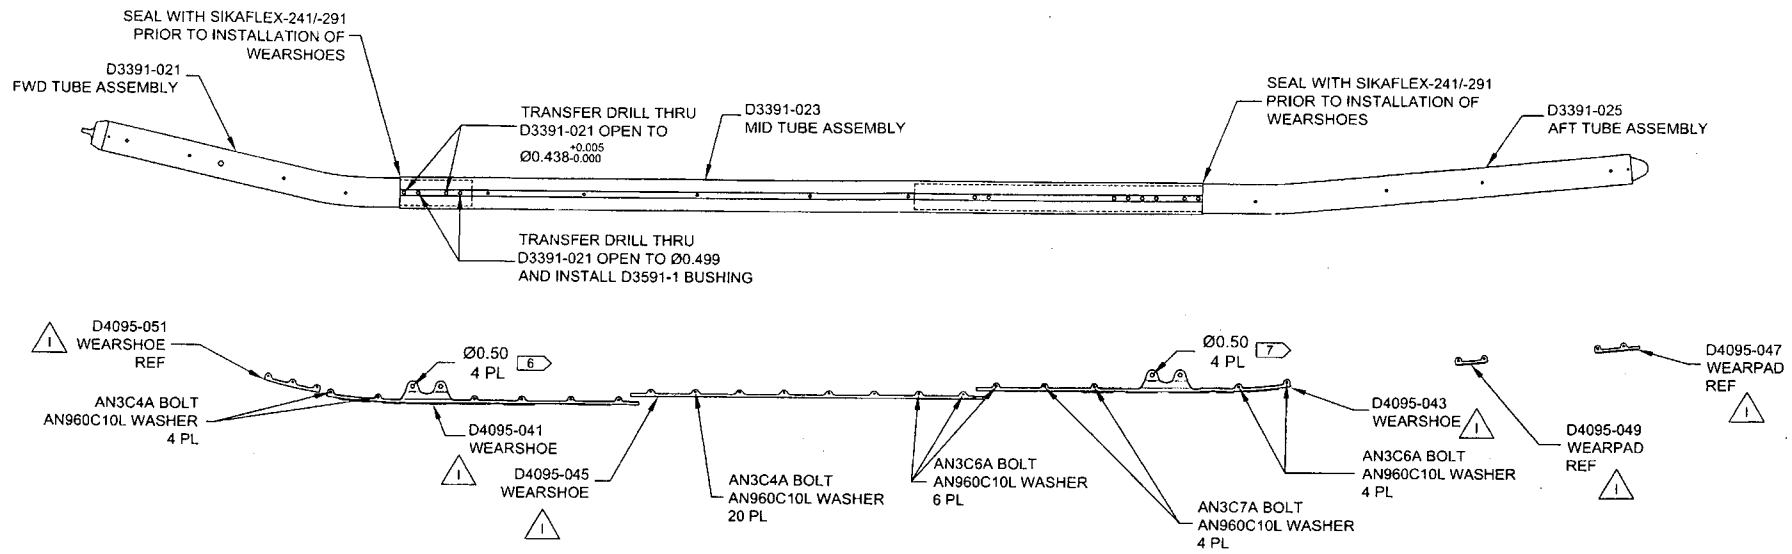 SEAL WITH SIKAFLEX-241/-291
PRIOR TO INSTALLATION OF
WEARSHOES
D3391-021
FWD TUBE ASSEMBLY
TRANSFER DRILL THRU
D3391-021 OPEN TO
Ø0.438 +0.005 -0.000
D3391-023
MID TUBE ASSEMBLY
SEAL WITH SIKAFLEX-241/-291
PRIOR TO INSTALLATION OF
WEARSHOES
D3391-025
AFT TUBE ASSEMBLY
TRANSFER DRILL THRU
D3391-021 OPEN TO Ø0.499
AND INSTALL D3591-1 BUSHING
I
D4095-051
WEARSHOE
REF
Ø0.50
4 PL
6
Ø0.50
4 PL
7
D4095-047
WEARPAD
REF
I
AN3C4A BOLT
AN960C10L WASHER
4 PL
D4095-041
WEARSHOE
I
D4095-045
WEARSHOE
I
AN3C4A BOLT
AN960C10L WASHER
20 PL
AN3C6A BOLT
AN960C10L WASHER
6 PL
AN3C7A BOLT
AN960C10L WASHER
4 PL
D4095-043
WEARSHOE
I
AN3C6A BOLT
AN960C10L WASHER
4 PL
D4095-049
WEARPAD
REF
I